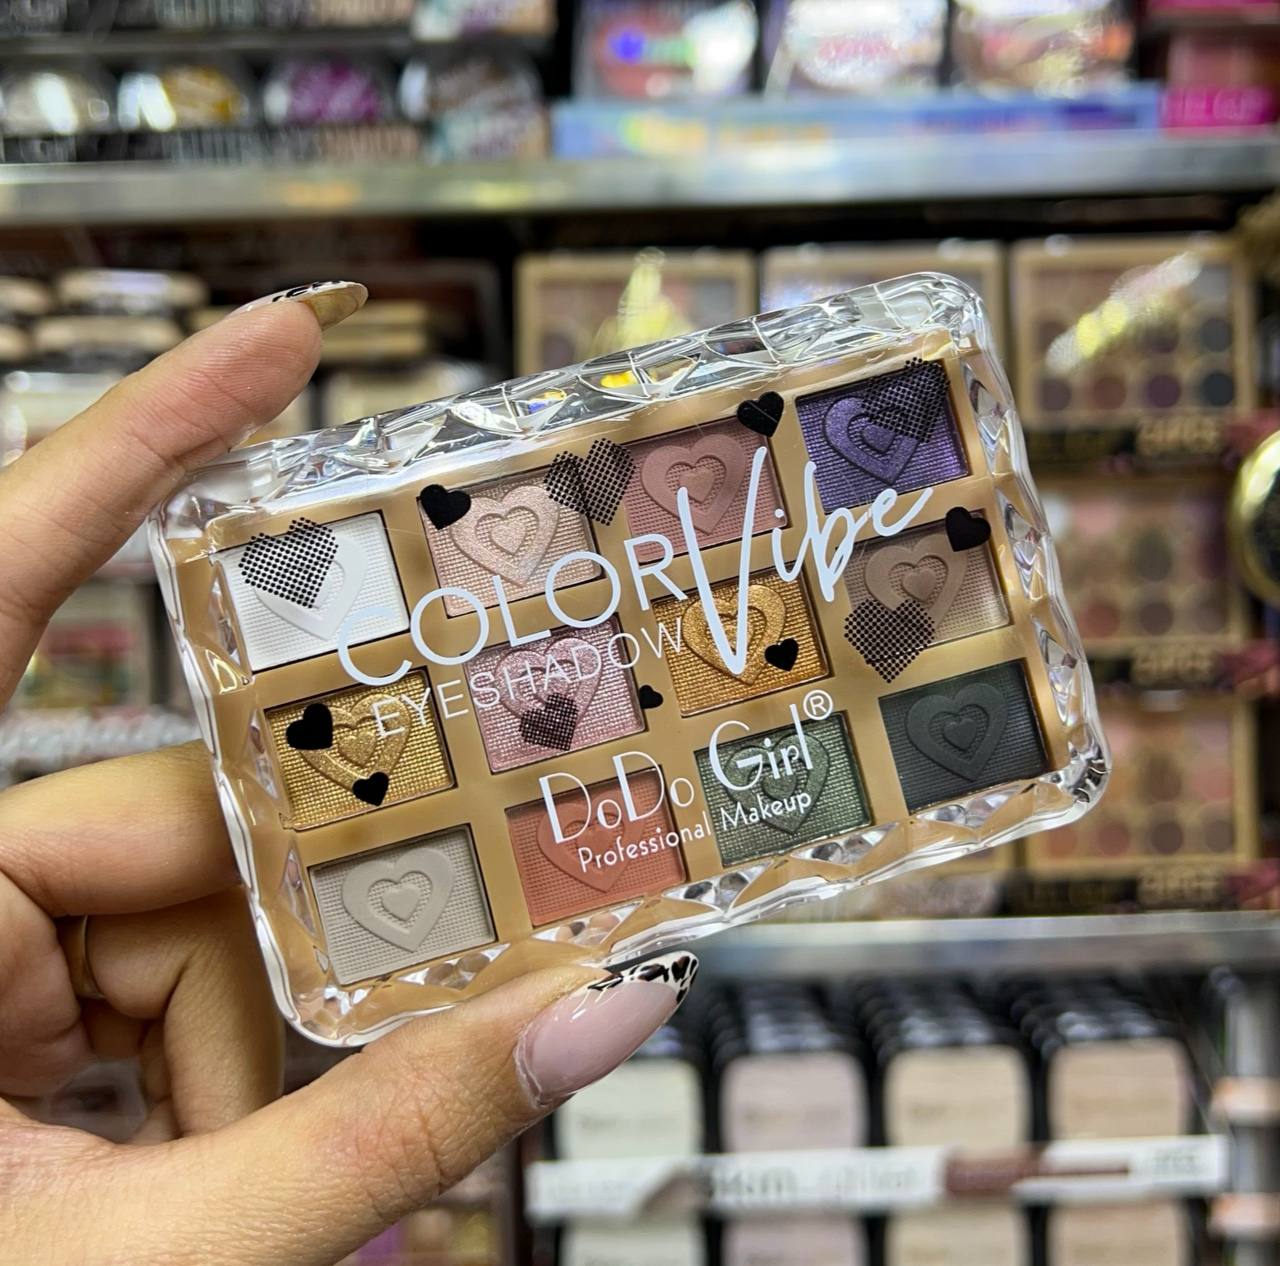 COLOR Vibe
EYESHADOW
DoDo Girl®
Professional Makeup